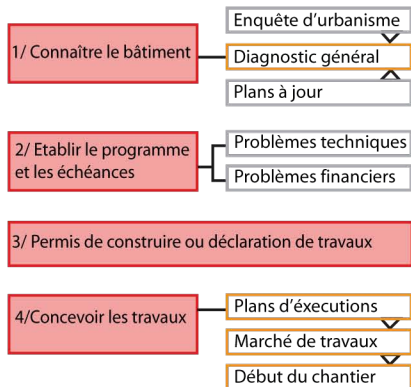 1/ Connaître le bâtiment
Enquête d'urbanisme
Diagnostic général
Plans à jour
2/ Etablir le programme
et les échéances
Problèmes techniques
Problèmes financiers
3/ Permis de construire ou déclaration de travaux
4/Concevoir les travaux
Plans d'éxecutions
Marché de travaux
Début du chantier